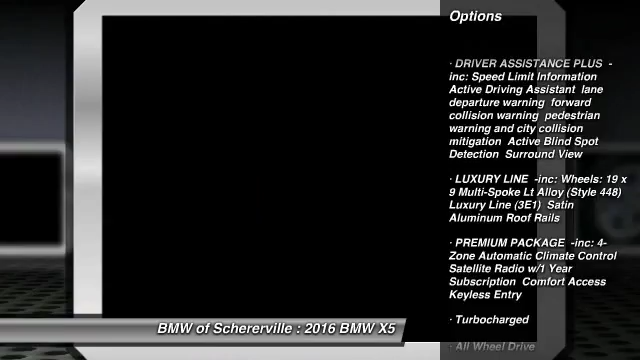 Options
· DRIVER ASSISTANCE PLUS -
inc: Speed Limit Information
Active Driving Assistant lane
departure warning forward
collision warning pedestrian
warning and city collision
mitigation Active Blind Spot
Detection Surround View
· LUXURY LINE -inc: Wheels: 19 x
9 Multi-Spoke Lt Alloy (Style 448)
Luxury Line (3E1) Satin
Aluminum Roof Rails
· PREMIUM PACKAGE -inc: 4-
Zone Automatic Climate Control
Satellite Radio w/1 Year
Subscription Comfort Access
Keyless Entry
· Turbocharged
· All Wheel Drive
BMW of Schererville : 2016 BMW X5